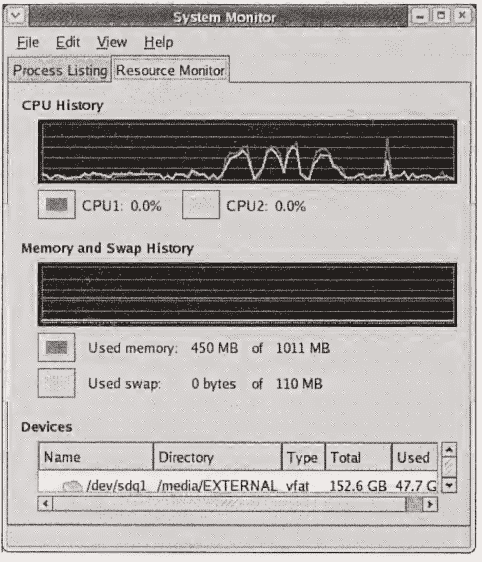 System Monitor
File Edit View Help
Process Listing Resource Monitor
CPU History
CPU1: 0.0% CPU2: 0.0%
Memory and Swap History
Used memory: 450 MB of 1011 MB
Used swap: 0 bytes of 110 MB
Devices
Name Directory Type Total Used
/dev/sdq1 /media/EXTERNAL vfat 152.6 GB 47.7 G